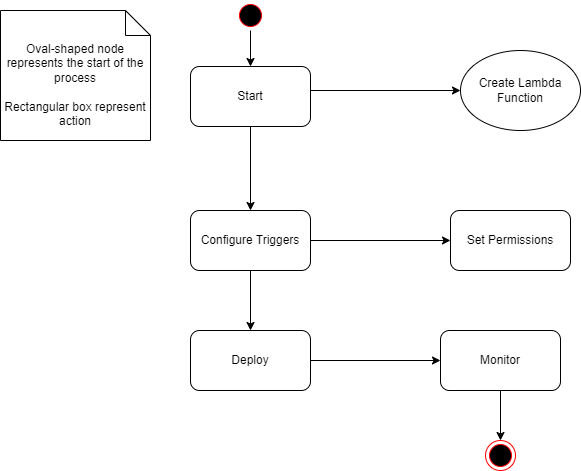 Oval-shaped node
represents the start of the
process
Rectangular box represent
action
Start
Create Lambda
Function
Configure Triggers
Set Permissions
Deploy
Monitor